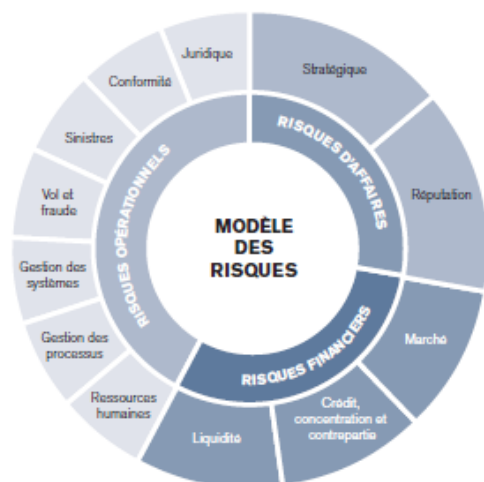 MODÈLE
DES
RISQUES
RISQUES D'AFFAIRES
Stratégique
Réputation
RISQUES FINANCIERS
Marché
Crédit,
concentration et
contrepartie
Liquidité
RISQUES OPÉRATIONNELS
Ressources
humaines
Gestion des
processus
Gestion des
systèmes
Vol et
fraude
Sinistres
Conformité
Juridique